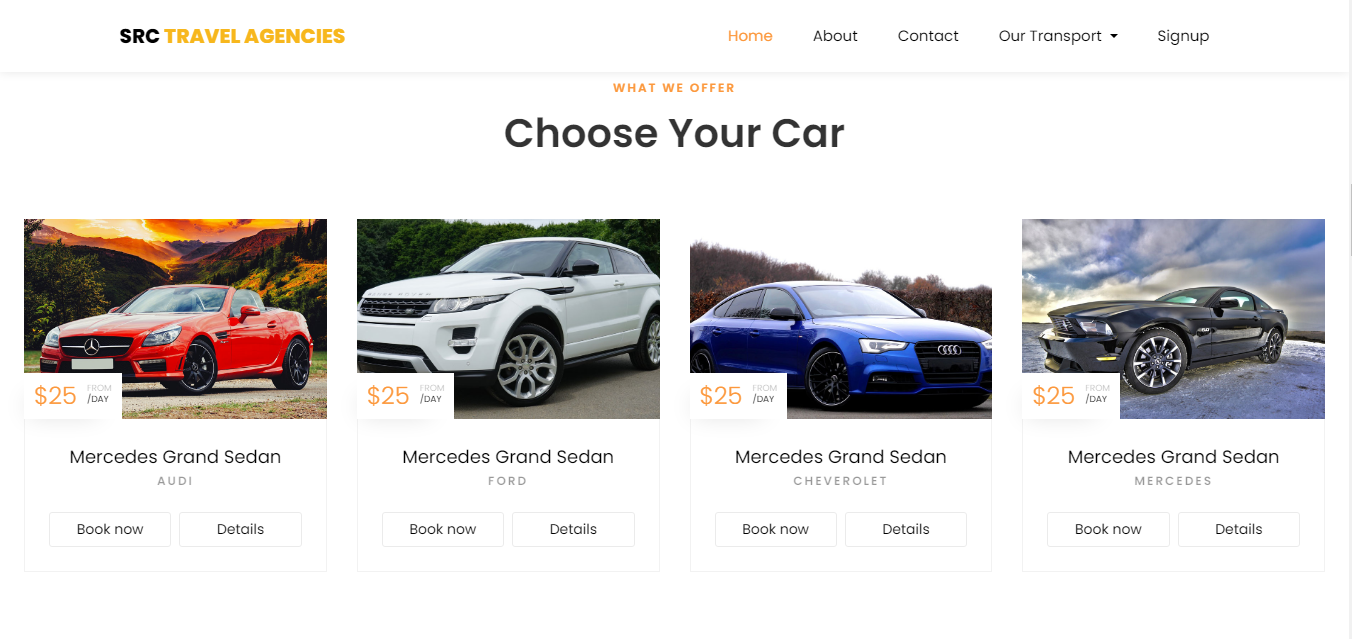 SRC TRAVEL AGENCIES
Home About Contact Our Transport Signup
WHAT WE OFFER
Choose Your Car
$25 FROM /DAY
Mercedes Grand Sedan
AUDI
Book now Details
$25 FROM /DAY
Mercedes Grand Sedan
FORD
Book now Details
$25 FROM /DAY
Mercedes Grand Sedan
CHEVEROLET
Book now Details
$25 FROM /DAY
Mercedes Grand Sedan
MERCEDES
Book now Details